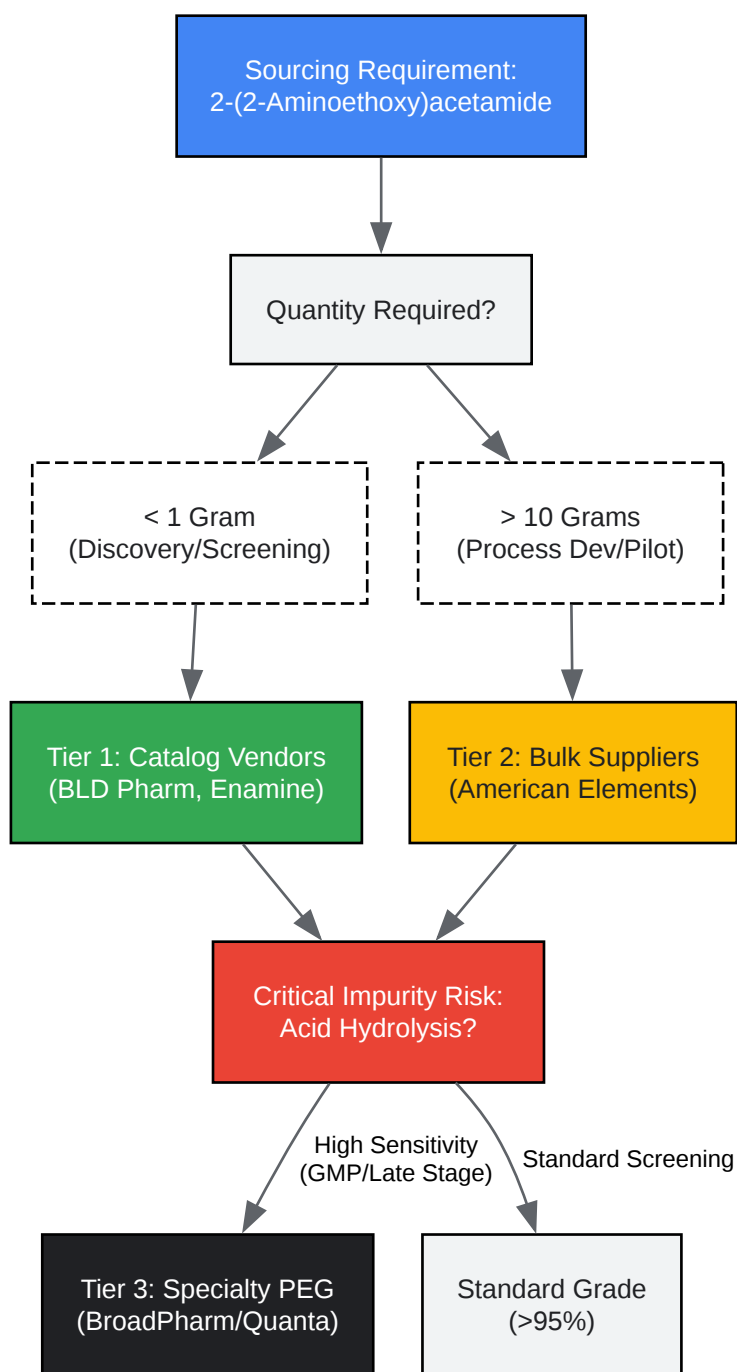 Sourcing Requirement:
2-(2-Aminoethoxy)acetamide
Quantity Required?
< 1 Gram
(Discovery/Screening)
> 10 Grams
(Process Dev/Pilot)
Tier 1: Catalog Vendors
(BLD Pharm, Enamine)
Tier 2: Bulk Suppliers
(American Elements)
Critical Impurity Risk:
Acid Hydrolysis?
High Sensitivity
(GMP/Late Stage)
Standard Screening
Tier 3: Specialty PEG
(BroadPharm/Quanta)
Standard Grade
(>95%)